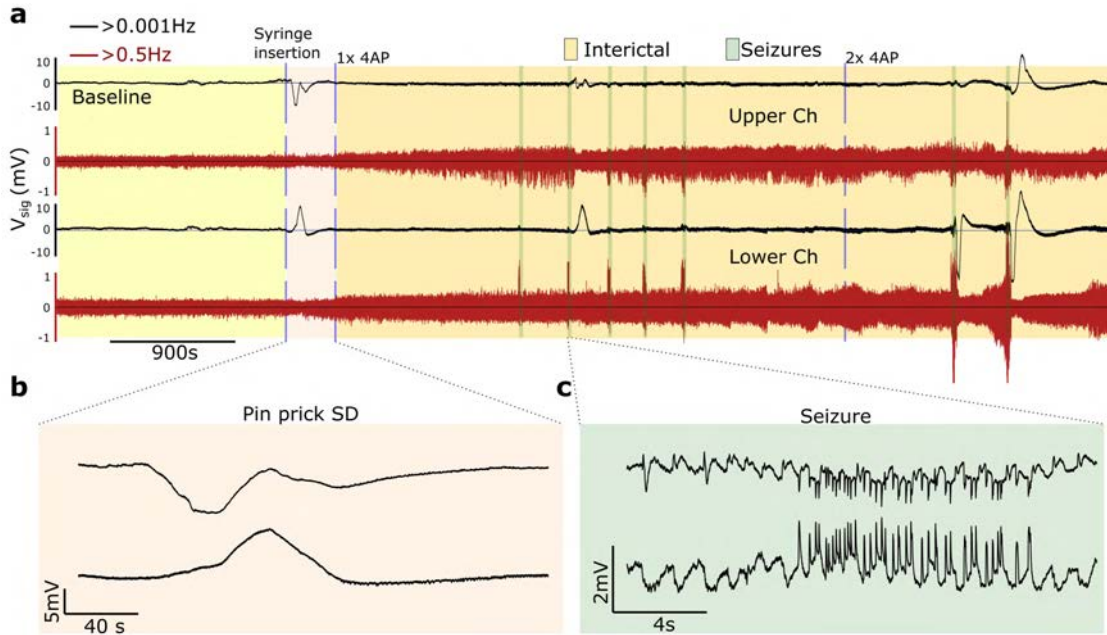 a
>0.001Hz
>0.5Hz
Syringe
insertion
1x 4AP
Interictal
Seizures
2x 4AP
10
0
-10
Baseline
Upper Ch
1
0
-1
Vsig (mV)
10
0
-10
Lower Ch
1
0
-1
900s
b
Pin prick SD
5mV
40 s
c
Seizure
2mV
4s